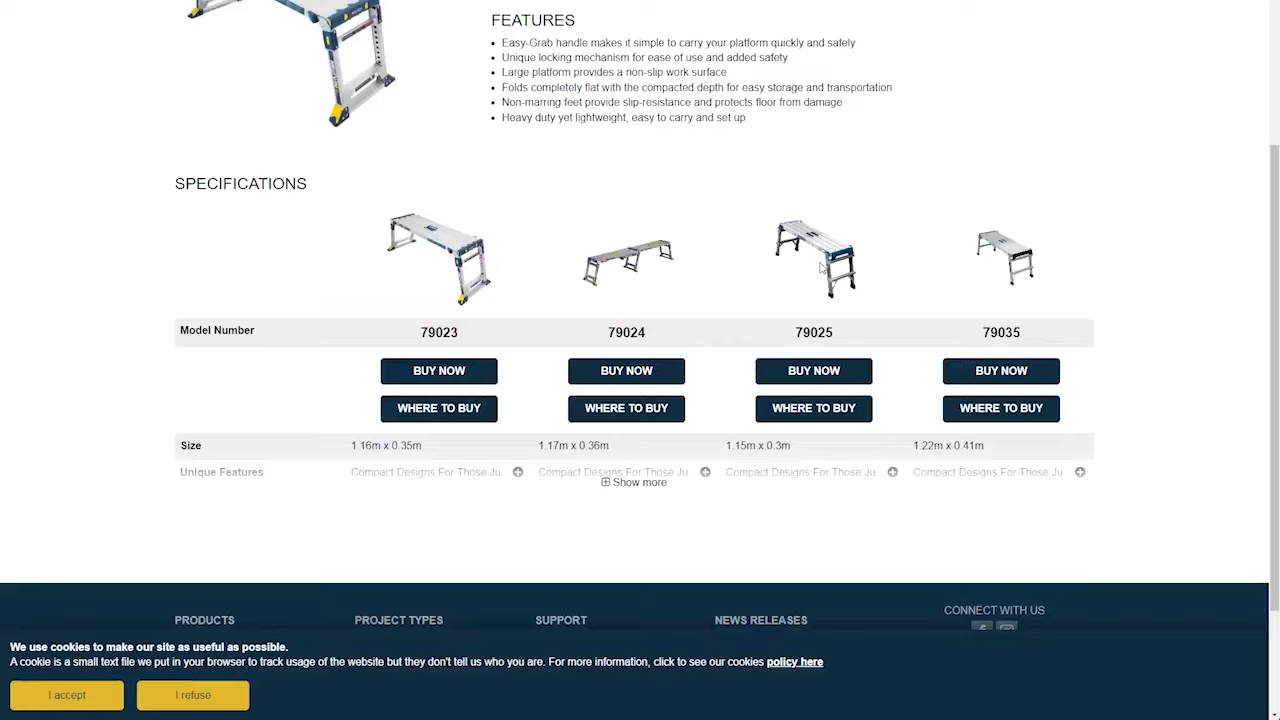 FEATURES
Easy-Grab handle makes it simple to carry your platform quickly and safely
Unique locking mechanism for ease of use and added safety
Large platform provides a non-slip work surface
Folds completely flat with the compacted depth for easy storage and transportation
Non-marring feet provide slip-resistance and protects floor from damage
Heavy duty yet lightweight, easy to carry and set up
SPECIFICATIONS
Model Number 79023 79024 79025 79035
BUY NOW BUY NOW BUY NOW BUY NOW
WHERE TO BUY WHERE TO BUY WHERE TO BUY WHERE TO BUY
Size 1.16m x 0.35m 1.17m x 0.36m 1.15m x 0.3m 1.22m x 0.41m
Unique Features Compact Designs For Those Ju Compact Designs For Those Ju Compact Designs For Those Ju Compact Designs For Those Ju
Show more
CONNECT WITH US
PRODUCTS PROJECT TYPES SUPPORT NEWS RELEASES
We use cookies to make our site as useful as possible.
A cookie is a small text file we put in your browser to track usage of the website but they don't tell us who you are. For more information, click to see our cookies policy here
I accept I refuse